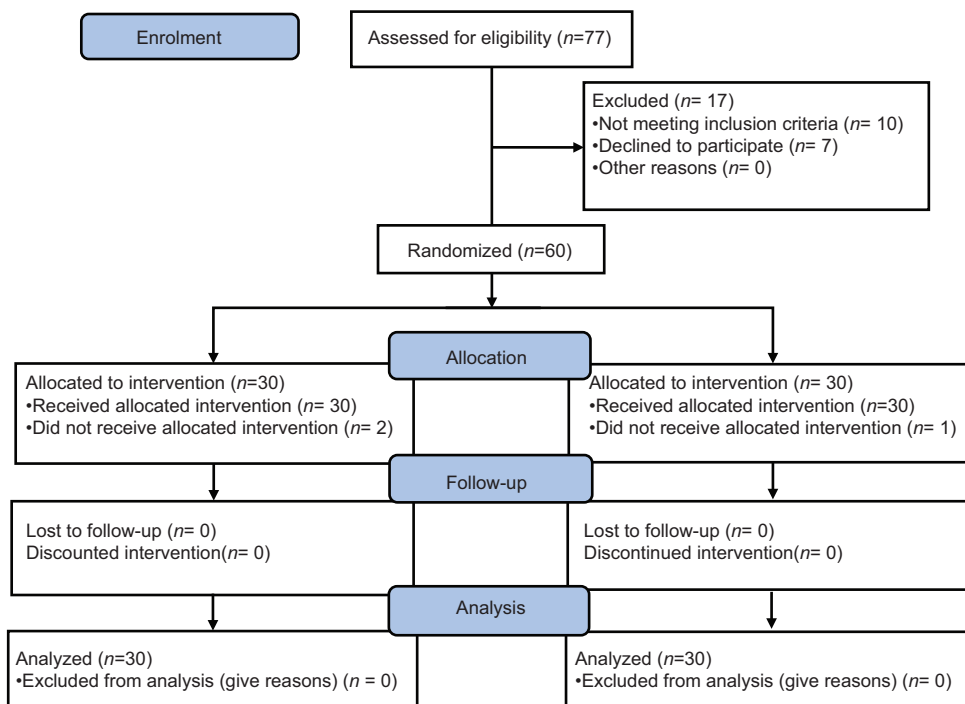 Enrolment
Assessed for eligibility (n=77)
Excluded (n= 17)
•Not meeting inclusion criteria (n= 10)
•Declined to participate (n= 7)
•Other reasons (n= 0)
Randomized (n=60)
Allocation
Allocated to intervention (n=30)
•Received allocated intervention (n= 30)
•Did not receive allocated intervention (n= 2)
Allocated to intervention (n= 30)
•Received allocated intervention (n=30)
•Did not receive allocated intervention (n= 1)
Follow-up
Lost to follow-up (n= 0)
Discounted intervention(n= 0)
Lost to follow-up (n= 0)
Discontinued intervention(n= 0)
Analysis
Analyzed (n=30)
•Excluded from analysis (give reasons) (n = 0)
Analyzed (n=30)
•Excluded from analysis (give reasons) (n= 0)